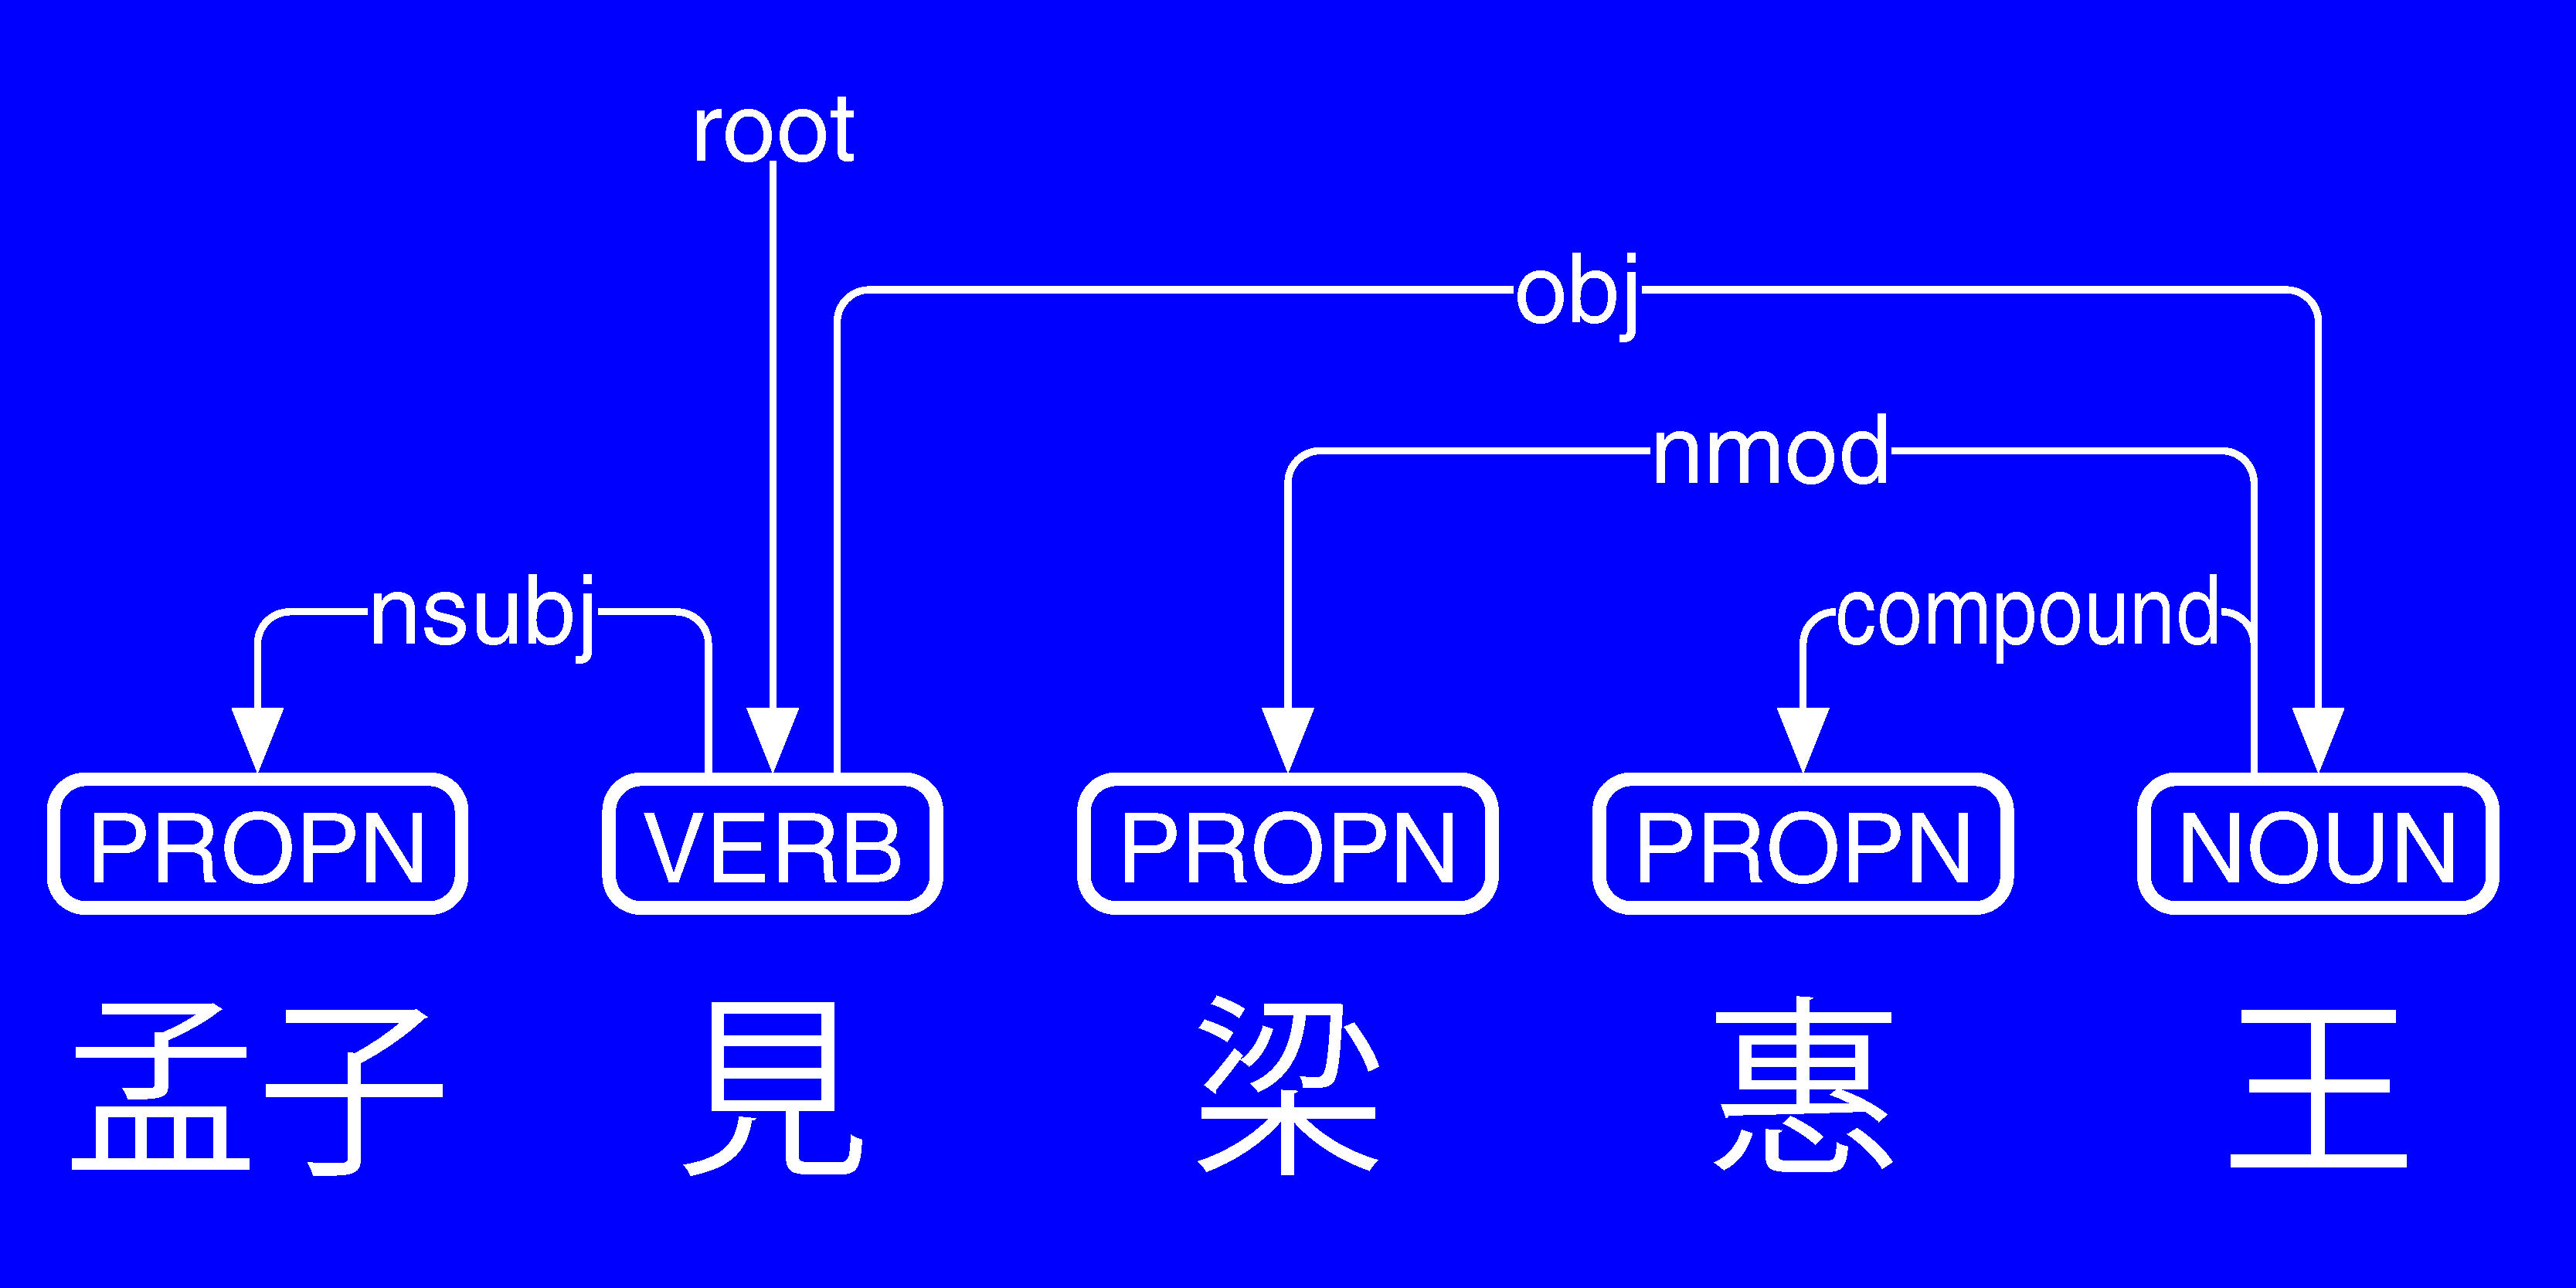 root
obj
nmod
nsubj compound
PROPN VERB PROPN PROPN NOUN
孟子 見 梁 惠 王